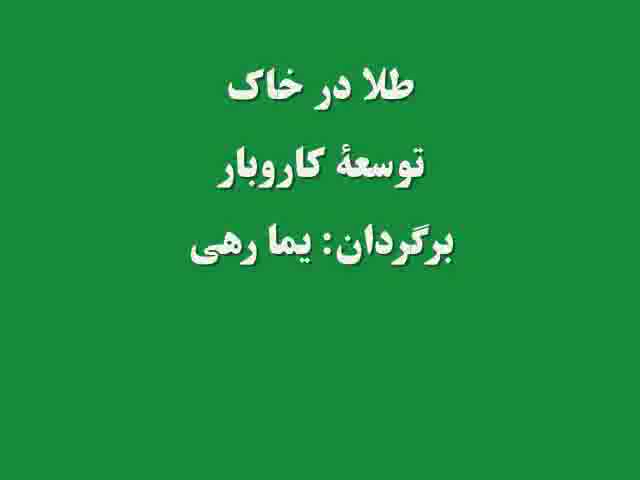 طلا در خاک
توسعهٔ کاروبار
برگردان: یما رهی